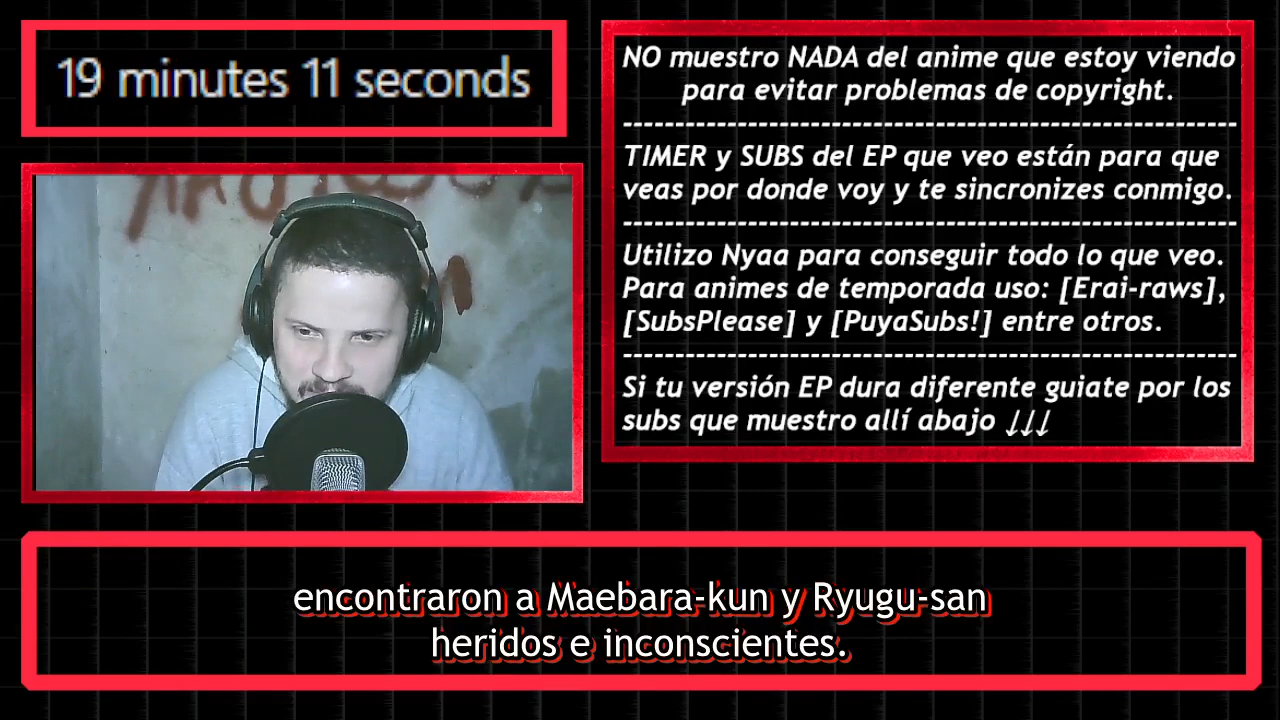 19 minutes 11 seconds
NO muestro NADA del anime que estoy viendo
para evitar problemas de copyright.
------------------------------------------------------------
TIMER y SUBS del EP que veo están para que
veas por donde voy y te sincronizes conmigo.
------------------------------------------------------------
Utilizo Nyaa para conseguir todo lo que veo.
Para animes de temporada uso: [Erai-raws],
[SubsPlease] y [PuyaSubs!] entre otros.
------------------------------------------------------------
Si tu versión EP dura diferente guiate por los
subs que muestro allí abajo ↓↓↓
encontraron a Maebara-kun y Ryugu-san
heridos e inconscientes.